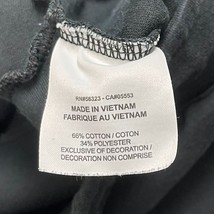 RN#56323 - CA#05553
MADE IN VIETNAM
FABRIQUE AU VIETNAM
66% COTTON / COTON
34% POLYESTER
EXCLUSIVE OF DECORATION /
DECORATION NON COMPRIS